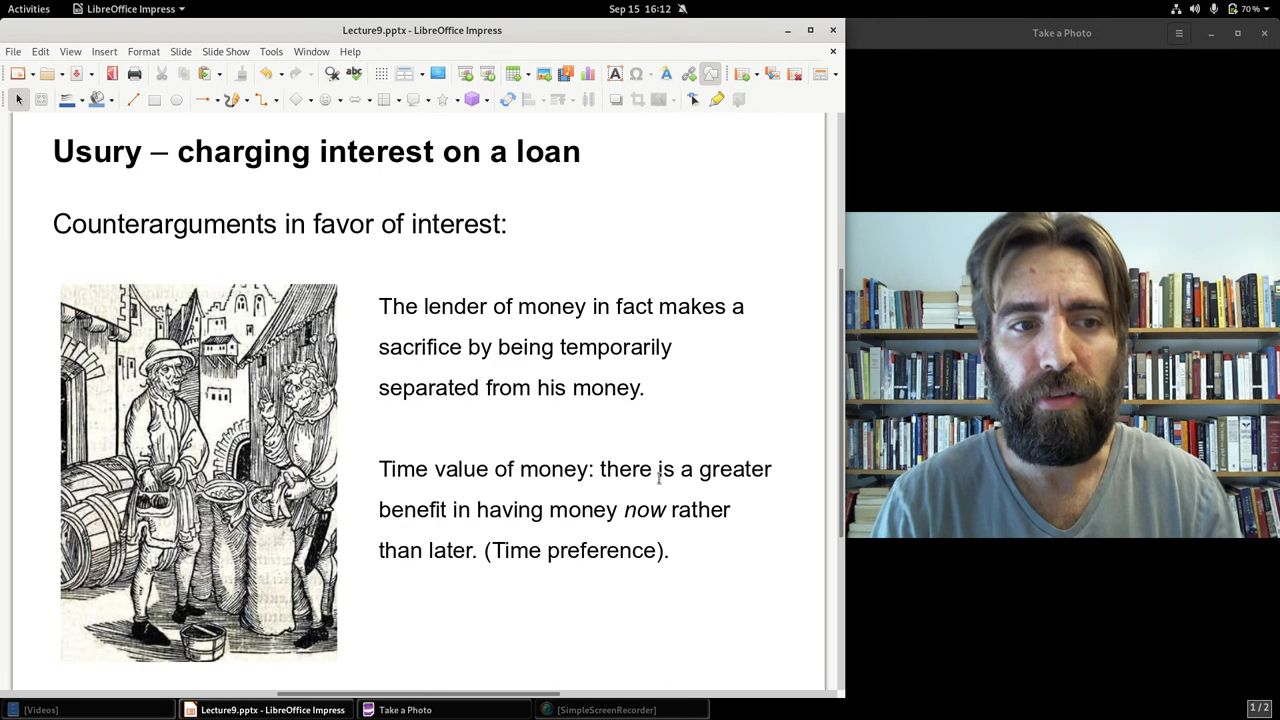 Activities LibreOffice Impress Sep 15 16:12 70%
Lecture9.pptx - LibreOffice Impress
Take a Photo
File Edit View Insert Format Slide Slide Show Tools Window Help
Usury – charging interest on a loan
Counterarguments in favor of interest:
The lender of money in fact makes a
sacrifice by being temporarily
separated from his money.
Time value of money: there is a greater
benefit in having money now rather
than later. (Time preference).
[Videos] Lecture9.pptx - LibreOffice Impress Take a Photo [SimpleScreenRecorder] 1/2